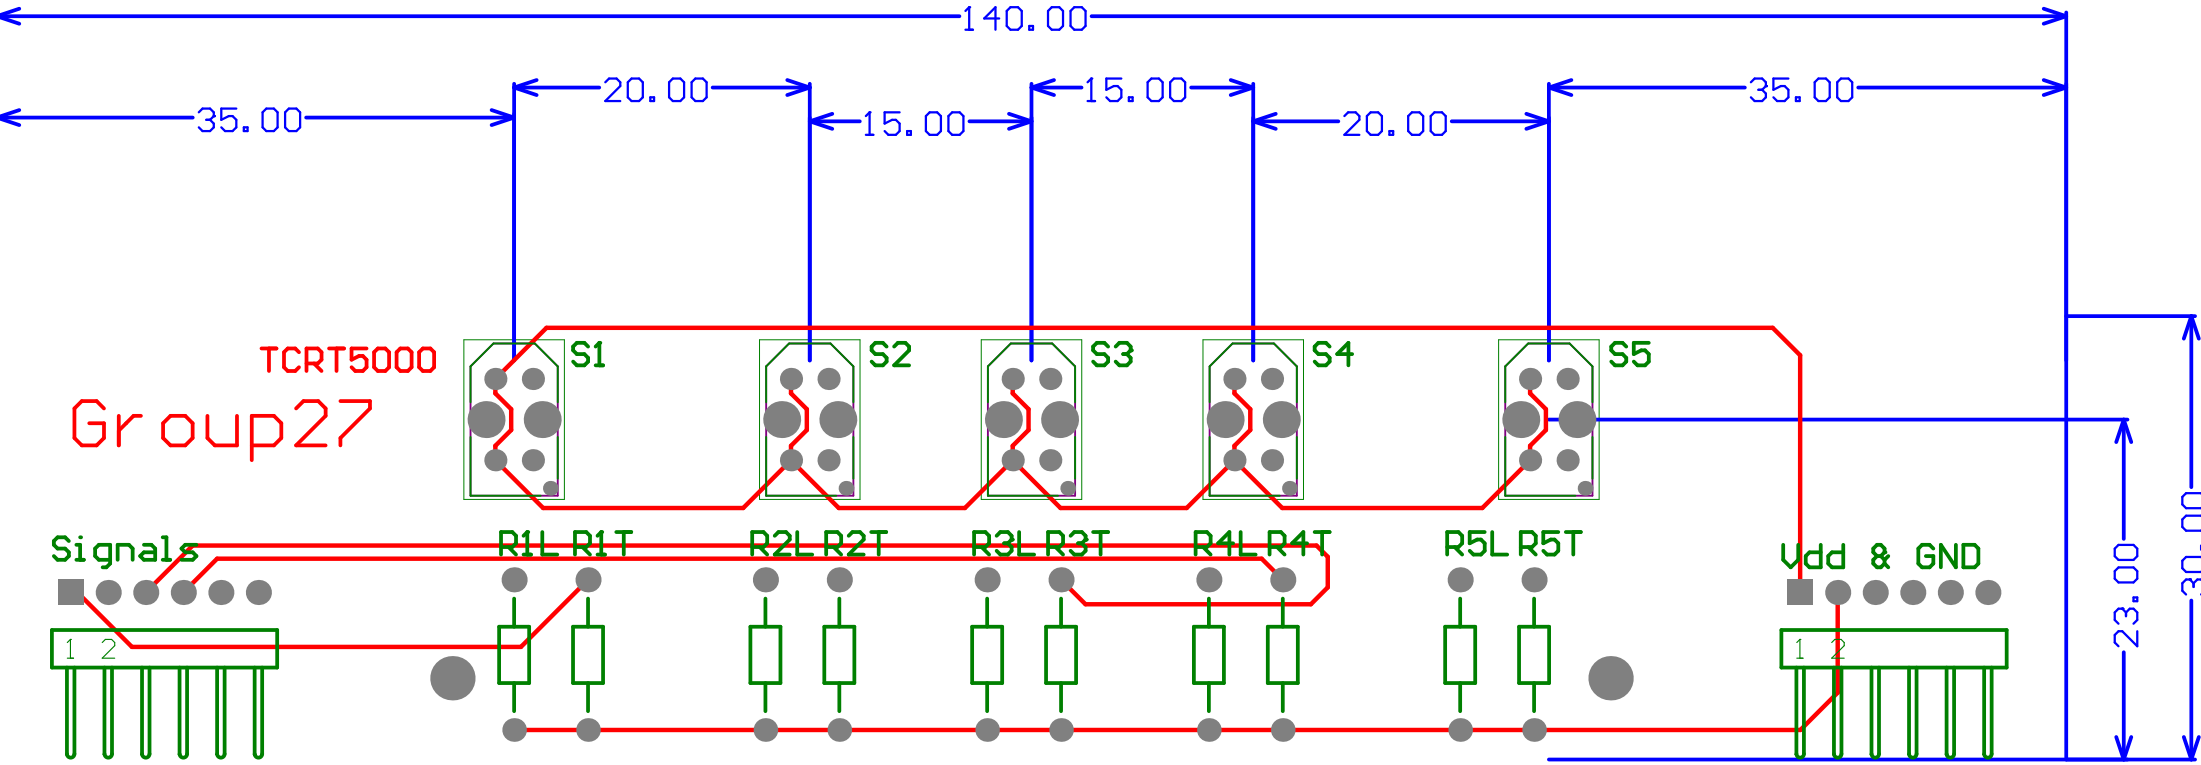 140.00
20.00 15.00 35.00
35.00 15.00 20.00
TCRT5000 S1 S2 S3 S4 S5
Group27
Signals R1L R1T R2L R2T R3L R3T R4L R4T R5L R5T Vdd & GND
1 2 1 2
23.00
30.00